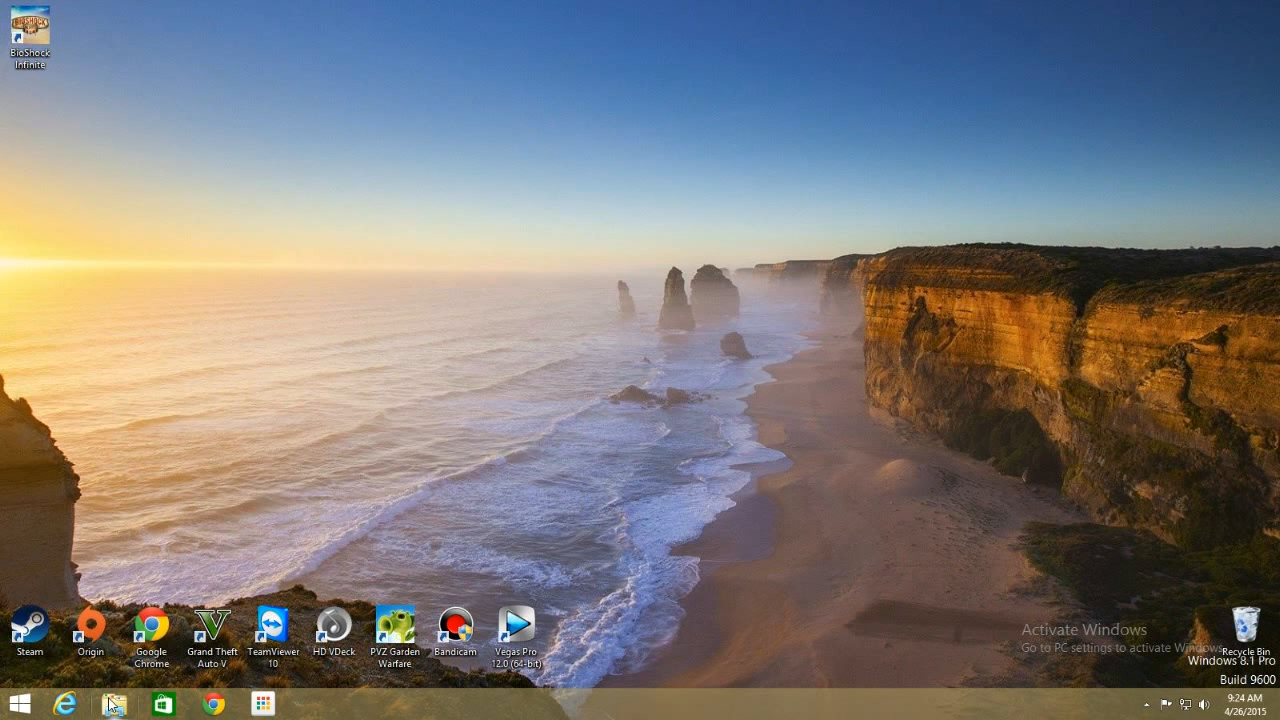 BIOSHOCK
BioShock
Infinite
Steam
Origin
Google
Chrome
Grand Theft
Auto V
TeamViewer
10
HD VDeck
PVZ Garden
Warfare
Bandicam
Vegas Pro
12.0 (64-bit)
Activate Windows
Go to PC settings to activate Windows.
Recycle Bin
Windows 8.1 Pro
Build 9600
9:24 AM
4/26/2015